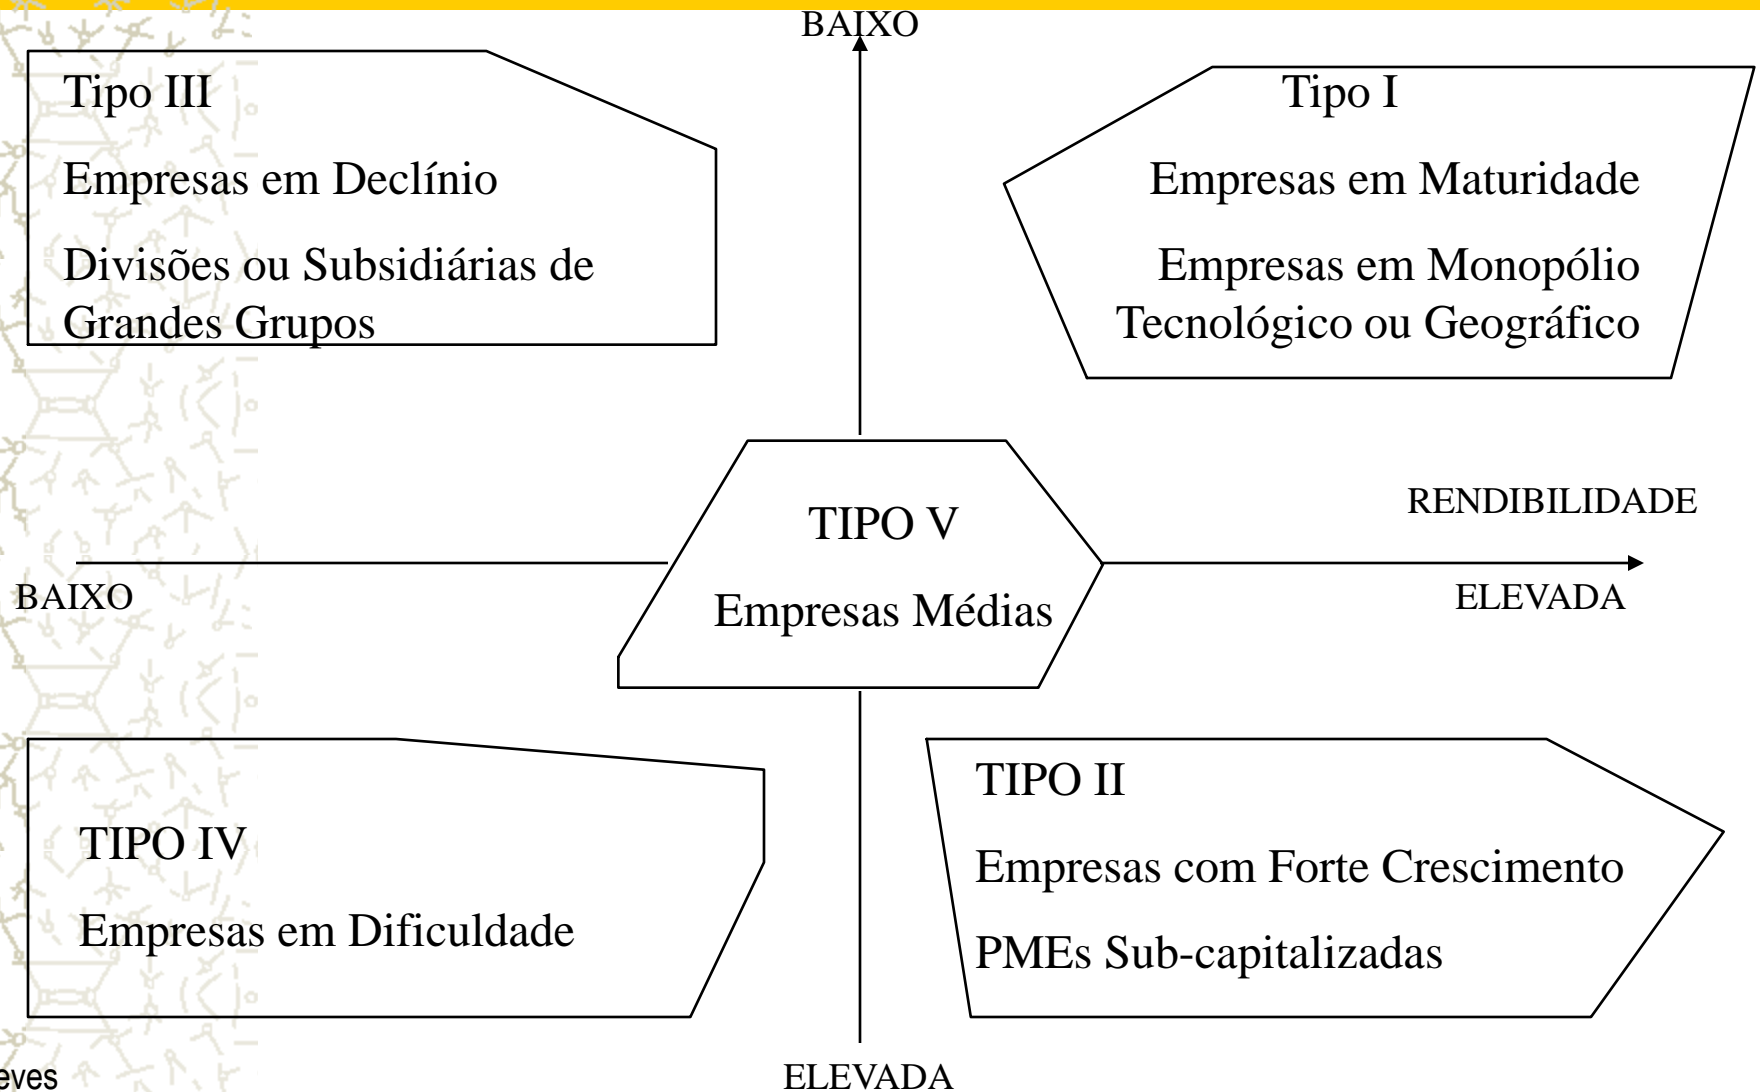 BAIXO
Tipo III
Empresas em Declínio
Divisões ou Subsidiárias de
Grandes Grupos
Tipo I
Empresas em Maturidade
Empresas em Monopólio
Tecnológico ou Geográfico
RENDIBILIDADE
TIPO V
Empresas Médias
BAIXO
ELEVADA
TIPO IV
Empresas em Dificuldade
TIPO II
Empresas com Forte Crescimento
PMEs Sub-capitalizadas
ELEVADA